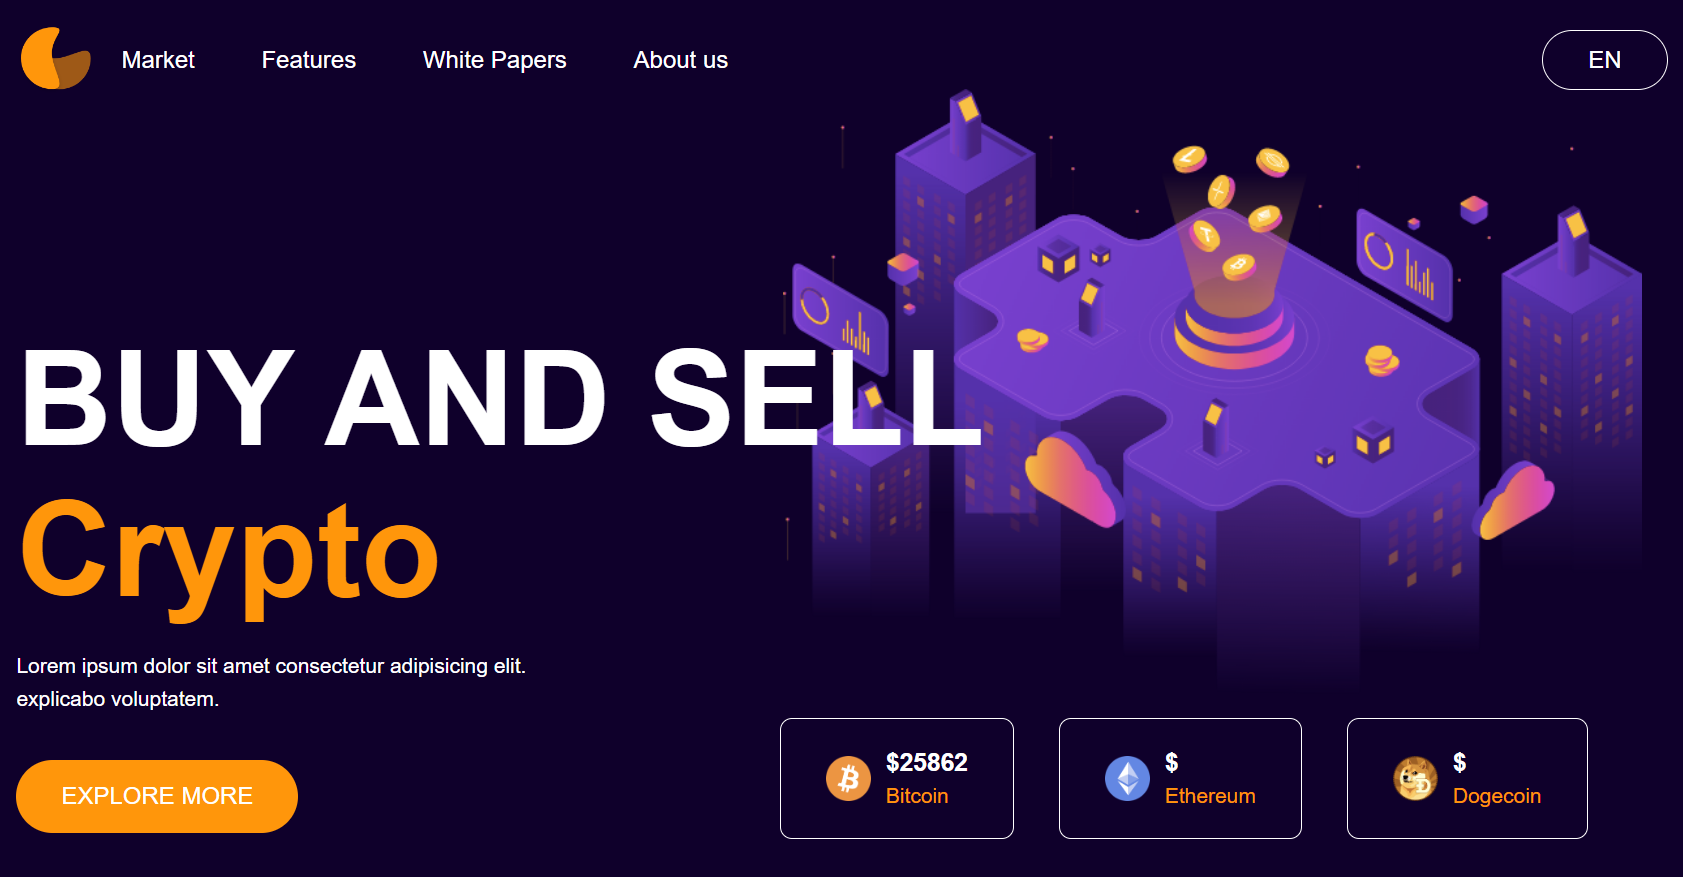 Market Features White Papers About us EN
BUY AND SELL
Crypto
Lorem ipsum dolor sit amet consectetur adipisicing elit.
explicabo voluptatem.
EXPLORE MORE
$25862
Bitcoin
$
Ethereum
$
Dogecoin